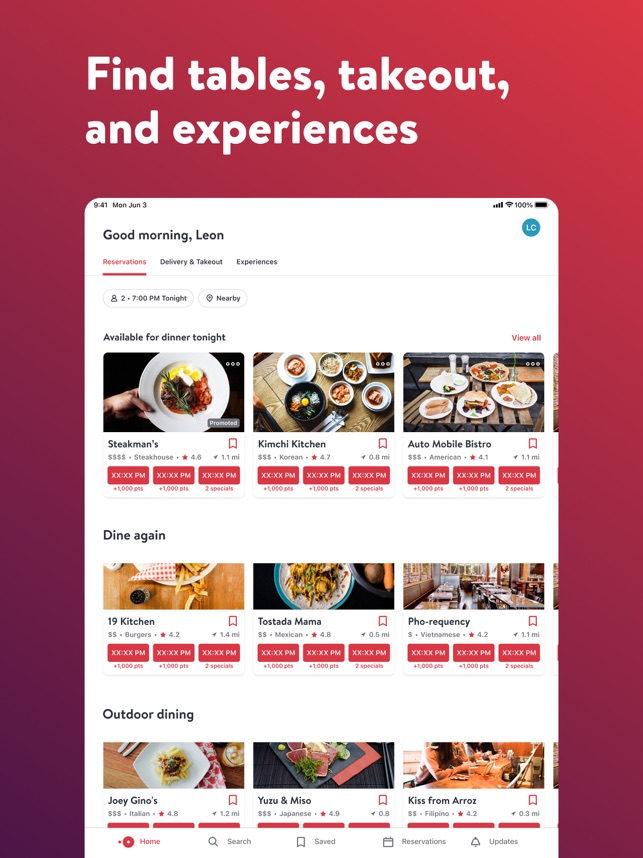 Find tables, takeout,
and experiences
9:41 Mon Jun 3 100%
Good morning, Leon LC
Reservations Delivery & Takeout Experiences
2 • 7:00 PM Tonight Nearby
Available for dinner tonight View all
Promoted
Steakman's Kimchi Kitchen Auto Mobile Bistro
$$$$ • Steakhouse • ★ 4.6 1.1 mi $$$ • Korean • ★ 4.7 0.8 mi $$$ • American • ★ 4.1 1.1 mi
XX:XX PM XX:XX PM XX:XX PM XX:XX PM XX:XX PM XX:XX PM XX:XX PM XX:XX PM XX:XX PM
+1,000 pts +1,000 pts 2 specials +1,000 pts +1,000 pts 2 specials +1,000 pts +1,000 pts 2 specials
Dine again
19 Kitchen Tostada Mama Pho-requency
$$ • Burgers • ★ 4.2 1.4 mi $$ • Mexican • ★ 4.8 0.5 mi $ • Vietnamese • ★ 4.2 1.1 mi
XX:XX PM XX:XX PM XX:XX PM XX:XX PM XX:XX PM XX:XX PM XX:XX PM XX:XX PM XX:XX PM
+1,000 pts +1,000 pts 2 specials +1,000 pts +1,000 pts 2 specials +1,000 pts +1,000 pts 2 specials
Outdoor dining
Joey Gino's Yuzu & Miso Kiss from Arroz
$$$ • Italian • ★ 4.8 1.2 mi $$$ • Japanese • ★ 4.9 0.8 $$ • Filipino • ★ 4.2 0.3 mi
Home Search Saved Reservations Updates